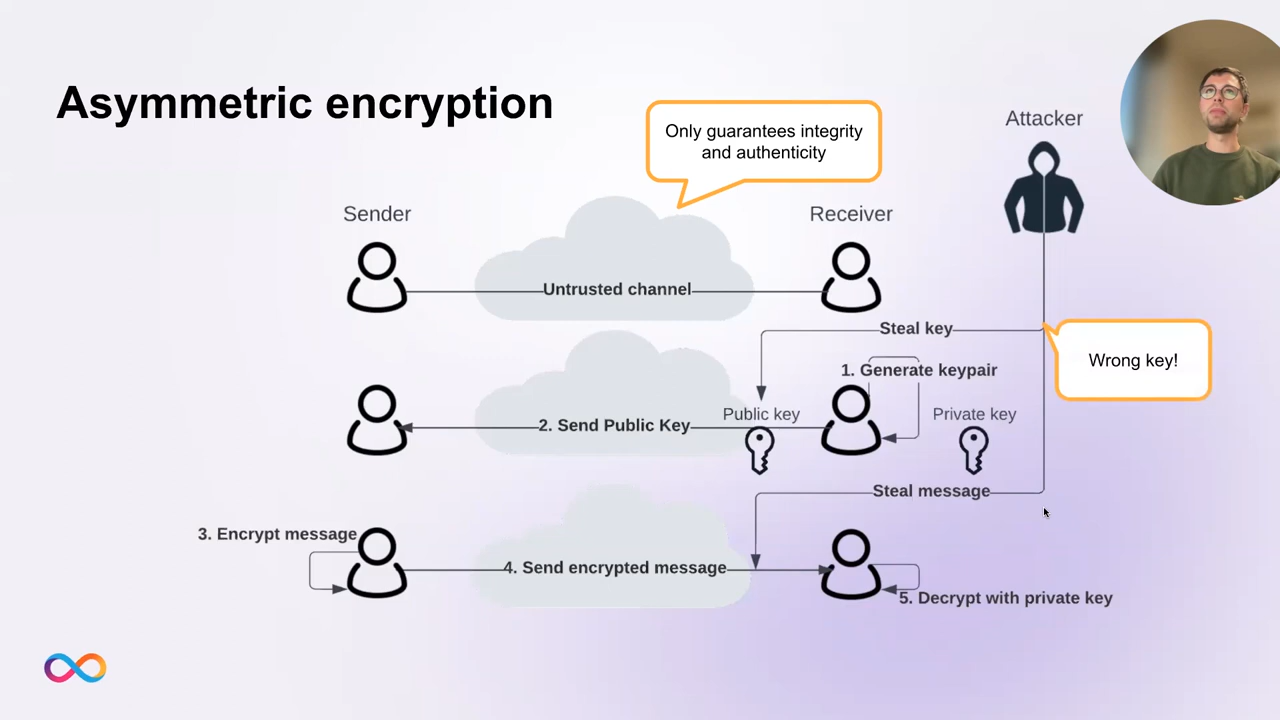 Asymmetric encryption
Only guarantees integrity
and authenticity
Attacker
Sender
Receiver
Untrusted channel
Steal key
Wrong key!
1. Generate keypair
Public key
Private key
2. Send Public Key
Steal message
3. Encrypt message
4. Send encrypted message
5. Decrypt with private key